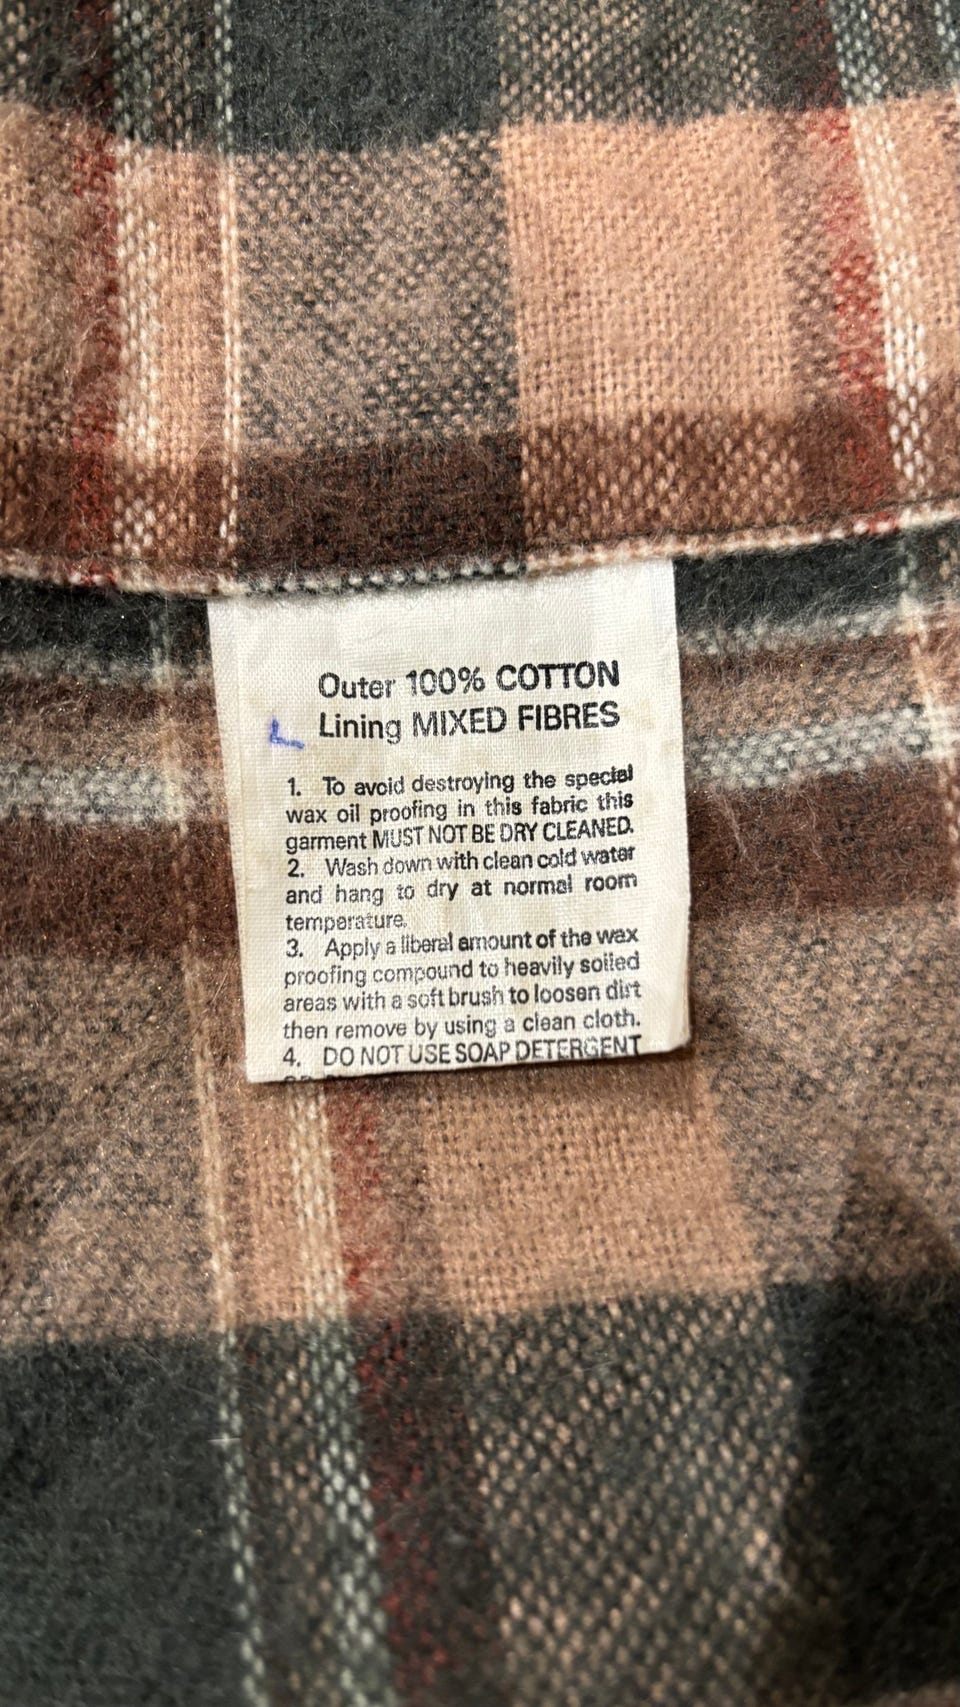 Outer 100% COTTON
L Lining MIXED FIBRES
1. To avoid destroying the special
wax oil proofing in this fabric this
garment MUST NOT BE DRY CLEANED.
2. Wash down with clean cold water
and hang to dry at normal room
temperature.
3. Apply a liberal amount of the wax
proofing compound to heavily soiled
areas with a soft brush to loosen dirt
then remove by using a clean cloth.
4. DO NOT USE SOAP DETERGENT